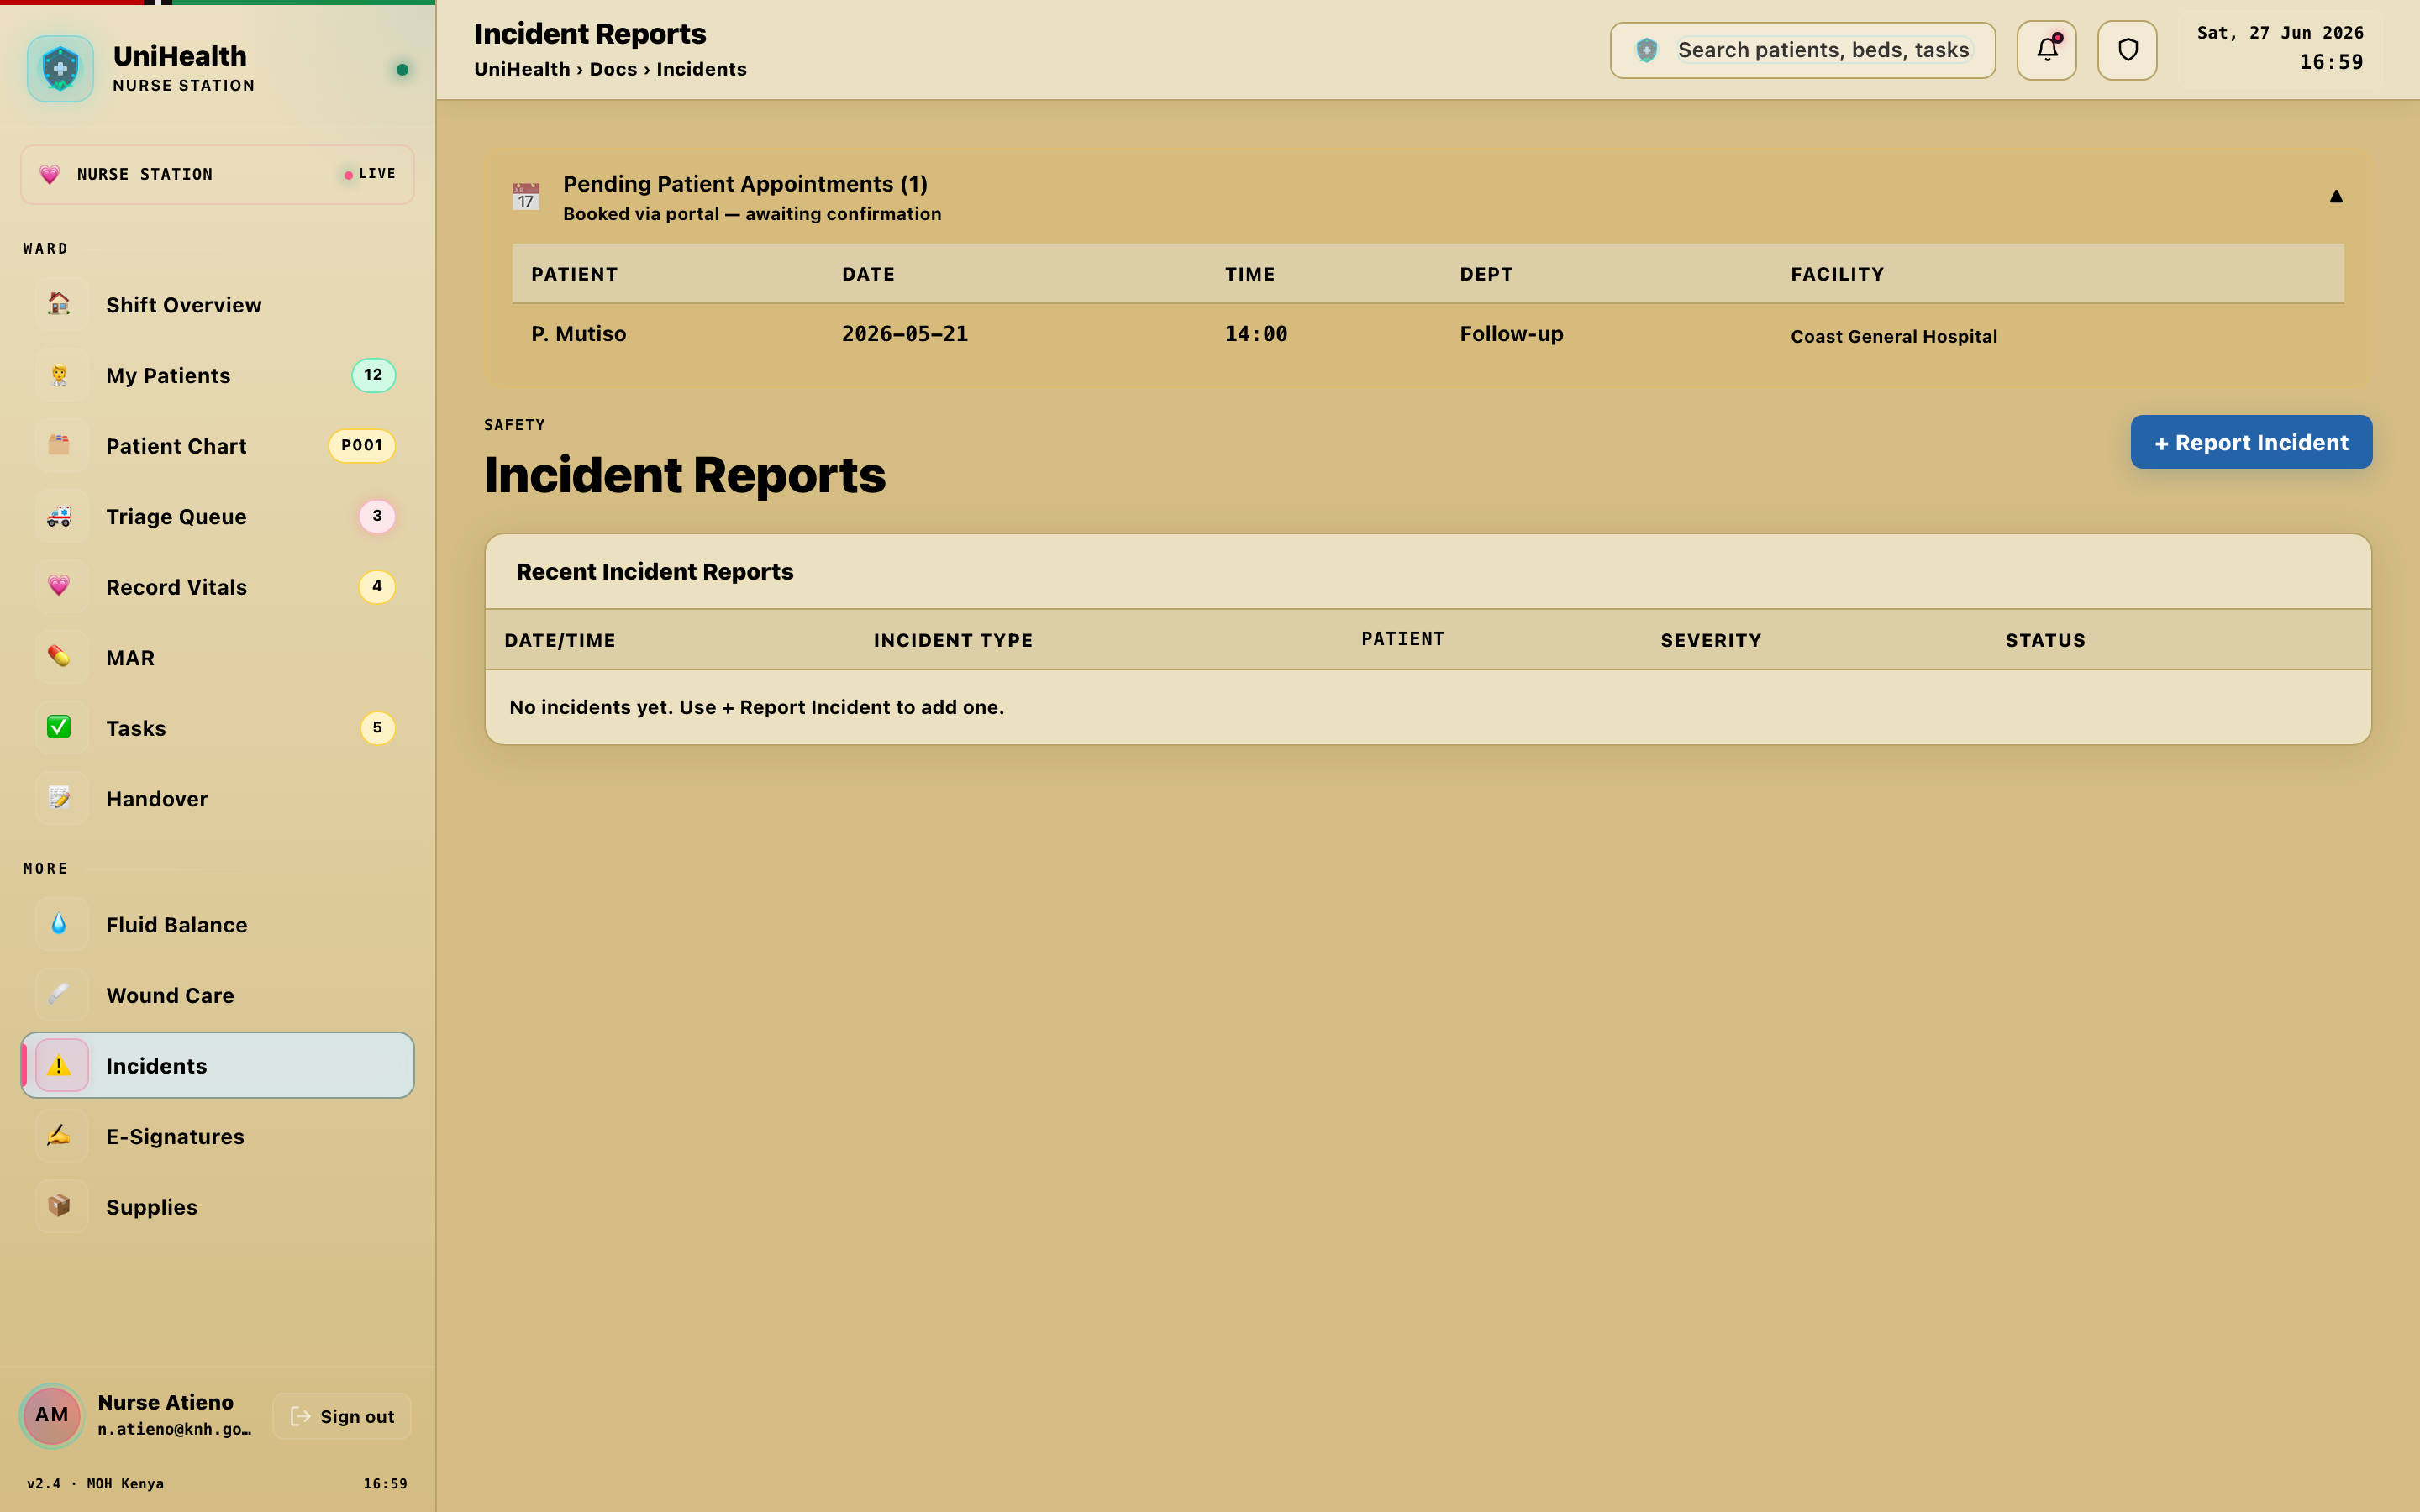 UniHealth
NURSE STATION
NURSE STATION
LIVE
WARD
Shift Overview
My Patients
12
Patient Chart
P001
Triage Queue
3
Record Vitals
4
MAR
Tasks
5
Handover
MORE
Fluid Balance
Wound Care
Incidents
E-Signatures
Supplies
AM
Nurse Atieno
n.atieno@knh.go…
Sign out
v2.4 · MOH Kenya
16:59
Incident Reports
UniHealth › Docs › Incidents
Search patients, beds, tasks
Sat, 27 Jun 2026
16:59
17
Pending Patient Appointments (1)
Booked via portal — awaiting confirmation
▲
PATIENT DATE TIME DEPT FACILITY
P. Mutiso 2026-05-21 14:00 Follow-up Coast General Hospital
SAFETY
Incident Reports
+ Report Incident
Recent Incident Reports
DATE/TIME INCIDENT TYPE PATIENT SEVERITY STATUS
No incidents yet. Use + Report Incident to add one.